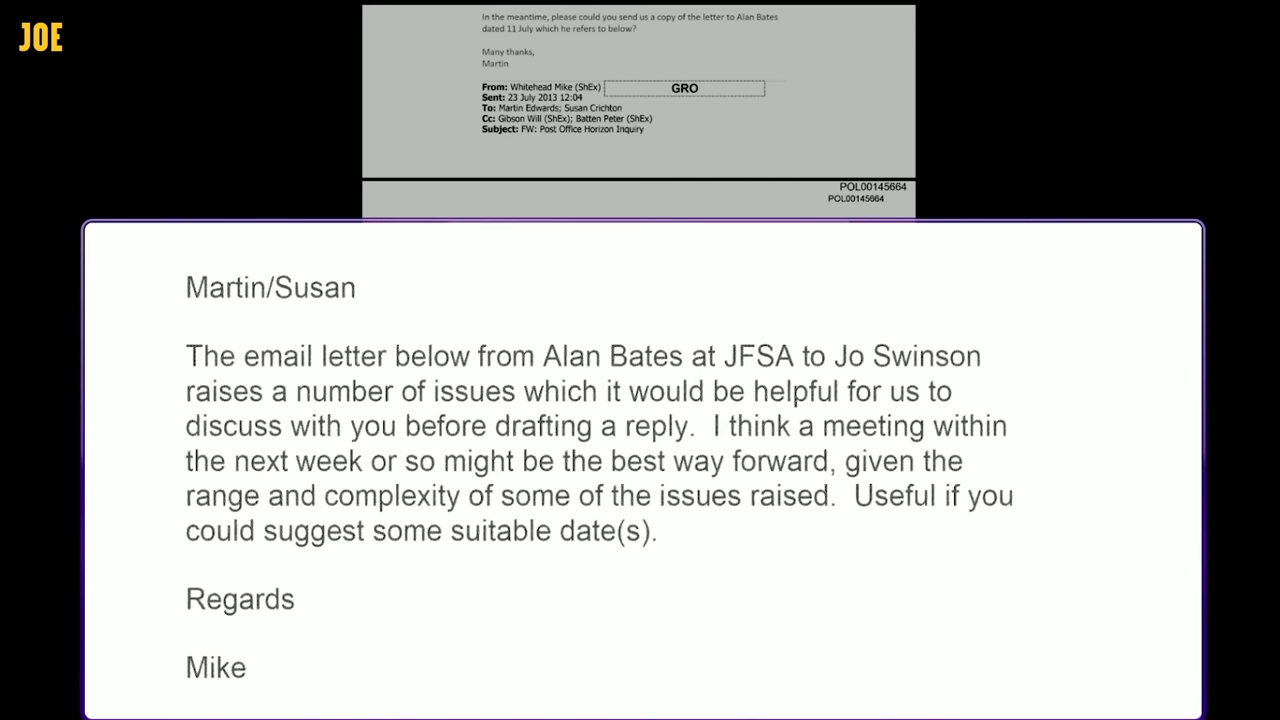 JOE
In the meantime, please could you send us a copy of the letter to Alan Bates
dated 11 July which he refers to below?
Many thanks,
Martin
From: Whitehead Mike (ShEx) GRO
Sent: 23 July 2013 12:04
To: Martin Edwards; Susan Crichton
Cc: Gibson Will (ShEx); Batten Peter (ShEx)
Subject: FW: Post Office Horizon Inquiry
POL00145664
POL00145664
Martin/Susan
The email letter below from Alan Bates at JFSA to Jo Swinson
raises a number of issues which it would be helpful for us to
discuss with you before drafting a reply.  I think a meeting within
the next week or so might be the best way forward, given the
range and complexity of some of the issues raised.  Useful if you
could suggest some suitable date(s).
Regards
Mike